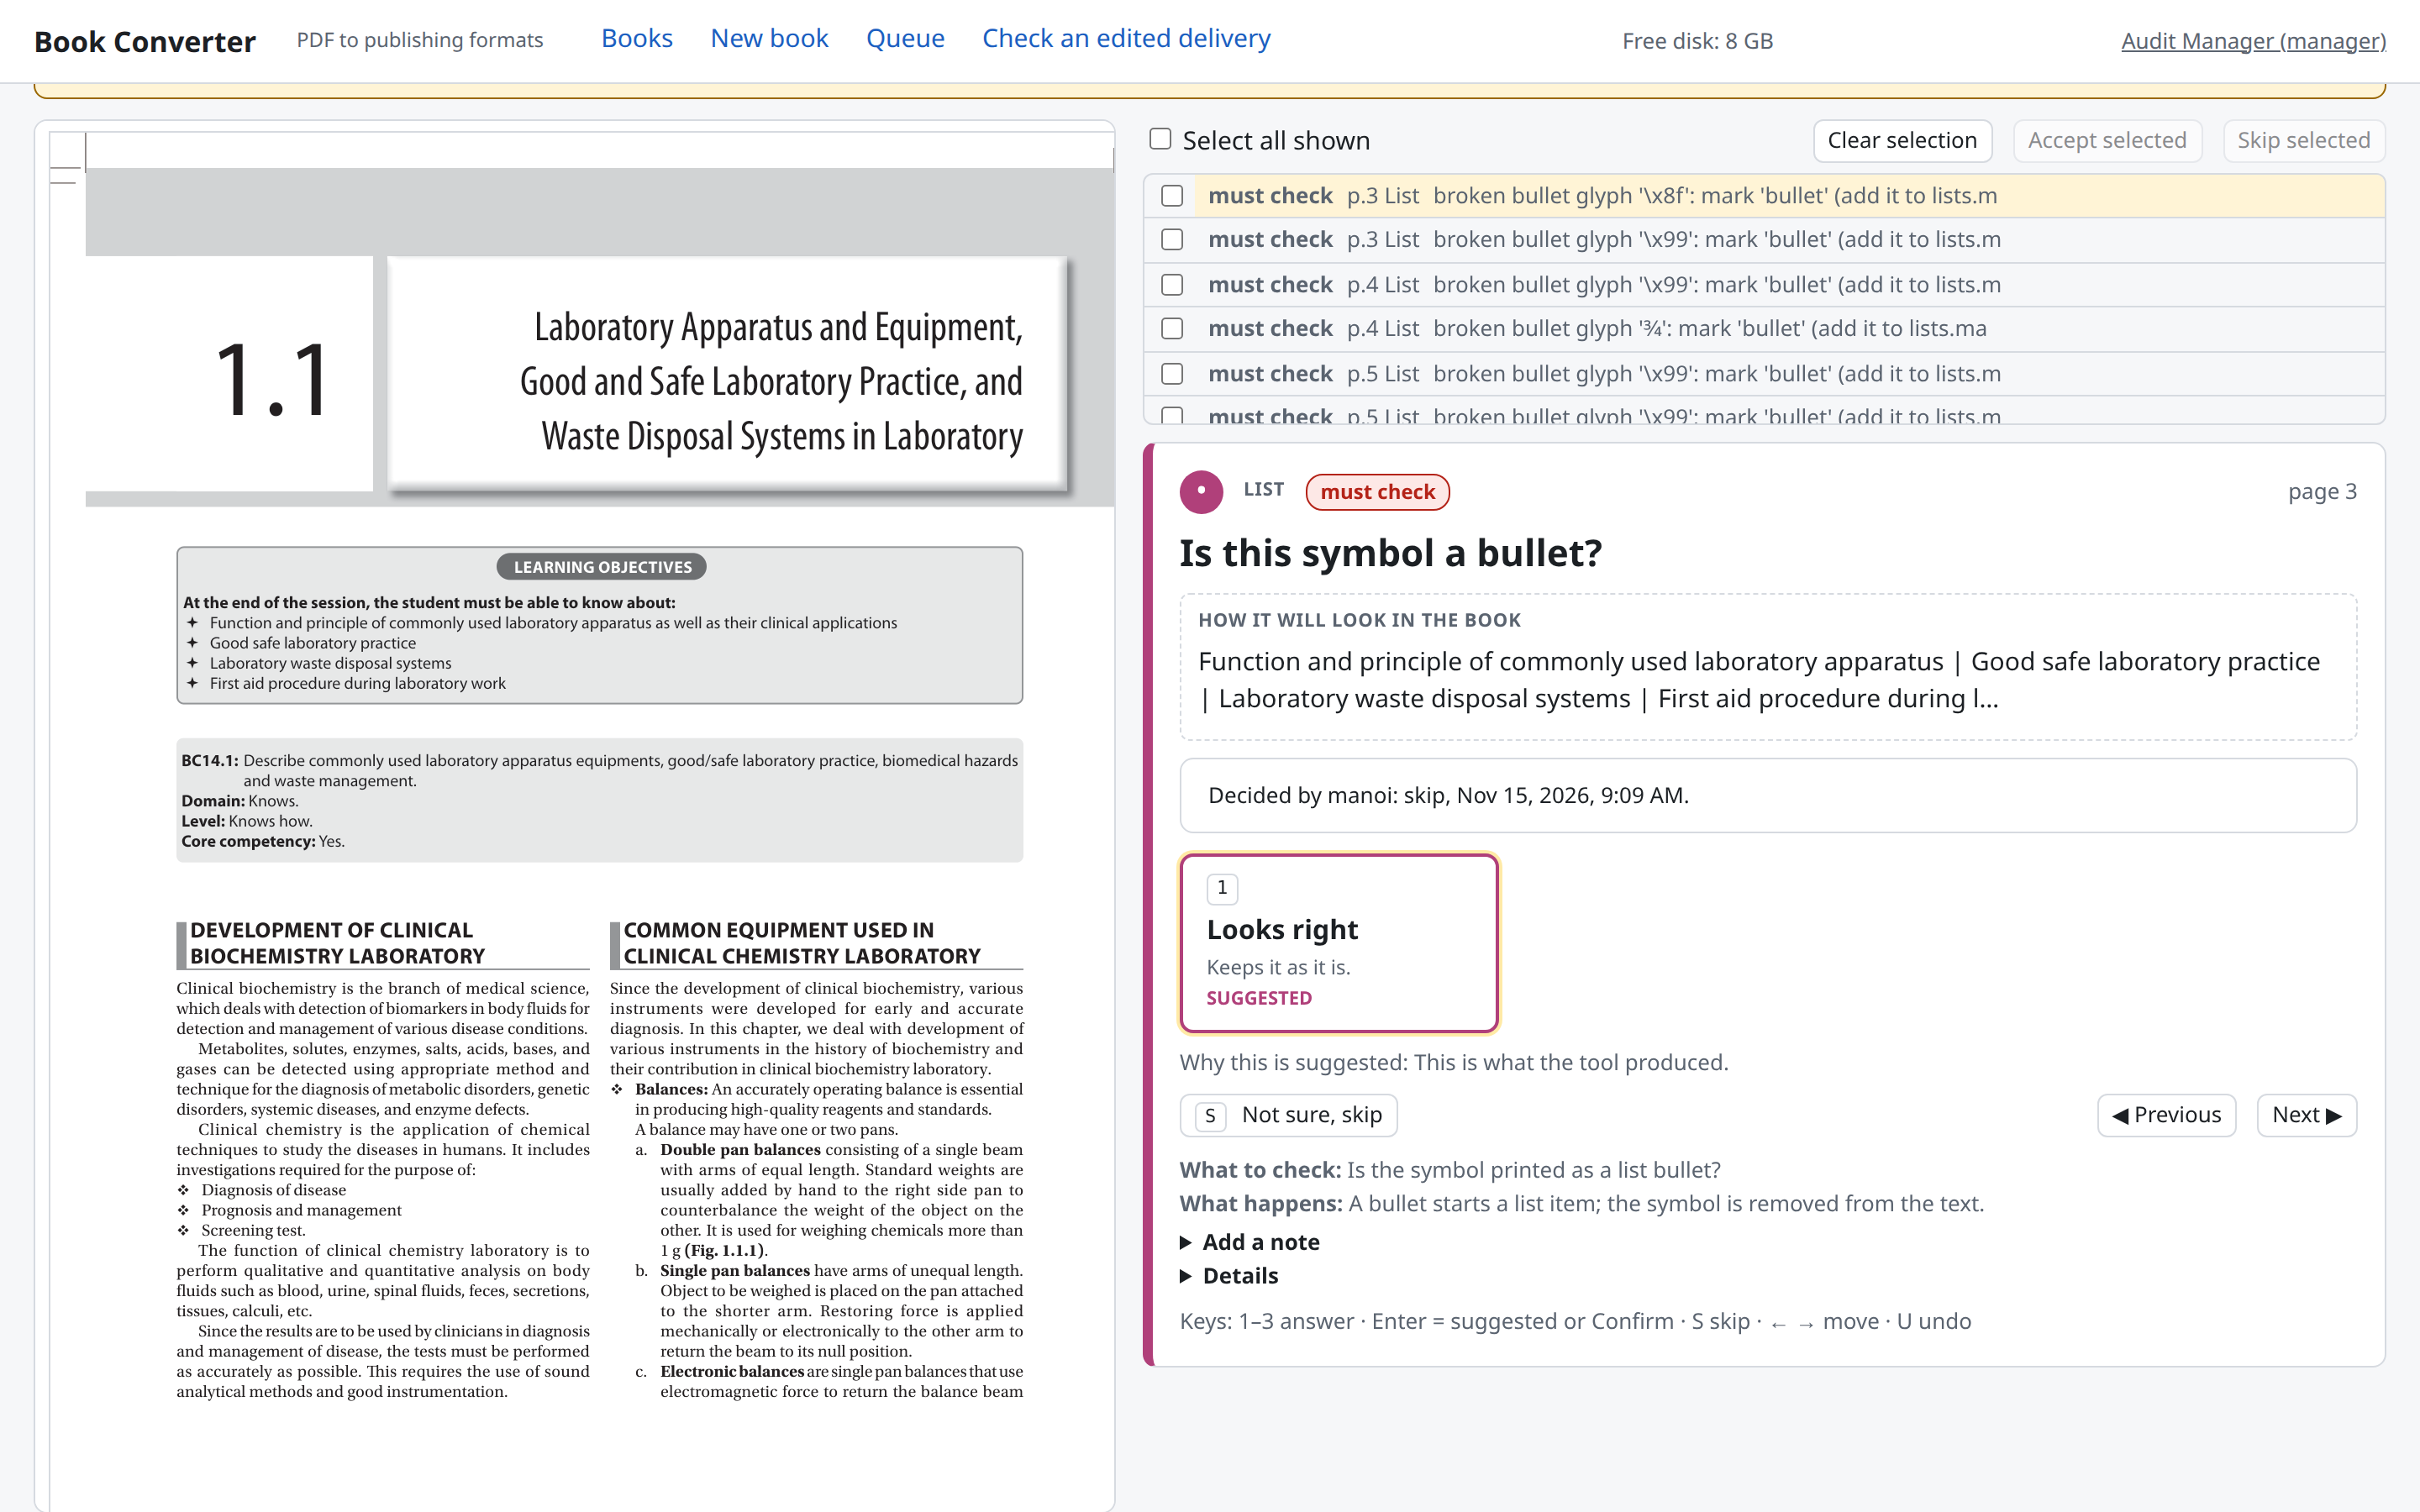 Book Converter PDF to publishing formats Books New book Queue Check an edited delivery Free disk: 8 GB Audit Manager (manager)
1.1
Laboratory Apparatus and Equipment,
Good and Safe Laboratory Practice, and
Waste Disposal Systems in Laboratory
LEARNING OBJECTIVES
At the end of the session, the student must be able to know about:
✦ Function and principle of commonly used laboratory apparatus as well as their clinical applications
✦ Good safe laboratory practice
✦ Laboratory waste disposal systems
✦ First aid procedure during laboratory work
BC14.1: Describe commonly used laboratory apparatus equipments, good/safe laboratory practice, biomedical hazards
and waste management.
Domain: Knows.
Level: Knows how.
Core competency: Yes.
DEVELOPMENT OF CLINICAL
BIOCHEMISTRY LABORATORY
Clinical biochemistry is the branch of medical science,
which deals with detection of biomarkers in body fluids for
detection and management of various disease conditions.
Metabolites, solutes, enzymes, salts, acids, bases, and
gases can be detected using appropriate method and
technique for the diagnosis of metabolic disorders, genetic
disorders, systemic diseases, and enzyme defects.
Clinical chemistry is the application of chemical
techniques to study the diseases in humans. It includes
investigations required for the purpose of:
❖ Diagnosis of disease
❖ Prognosis and management
❖ Screening test.
The function of clinical chemistry laboratory is to
perform qualitative and quantitative analysis on body
fluids such as blood, urine, spinal fluids, feces, secretions,
tissues, calculi, etc.
Since the results are to be used by clinicians in diagnosis
and management of disease, the tests must be performed
as accurately as possible. This requires the use of sound
analytical methods and good instrumentation.
COMMON EQUIPMENT USED IN
CLINICAL CHEMISTRY LABORATORY
Since the development of clinical biochemistry, various
instruments were developed for early and accurate
diagnosis. In this chapter, we deal with development of
various instruments in the history of biochemistry and
their contribution in clinical biochemistry laboratory.
❖ Balances: An accurately operating balance is essential
in producing high-quality reagents and standards.
A balance may have one or two pans.
a. Double pan balances consisting of a single beam
with arms of equal length. Standard weights are
usually added by hand to the right side pan to
counterbalance the weight of the object on the
other. It is used for weighing chemicals more than
1 g (Fig. 1.1.1).
b. Single pan balances have arms of unequal length.
Object to be weighed is placed on the pan attached
to the shorter arm. Restoring force is applied
mechanically or electronically to the other arm to
return the beam to its null position.
c. Electronic balances are single pan balances that use
electromagnetic force to return the balance beam
Select all shown Clear selection Accept selected Skip selected
must check p.3 List broken bullet glyph '\x8f': mark 'bullet' (add it to lists.m
must check p.3 List broken bullet glyph '\x99': mark 'bullet' (add it to lists.m
must check p.4 List broken bullet glyph '\x99': mark 'bullet' (add it to lists.m
must check p.4 List broken bullet glyph '¾': mark 'bullet' (add it to lists.ma
must check p.5 List broken bullet glyph '\x99': mark 'bullet' (add it to lists.m
must check p.5 List broken bullet glyph '\x99': mark 'bullet' (add it to lists.m
• LIST must check page 3
Is this symbol a bullet?
HOW IT WILL LOOK IN THE BOOK
Function and principle of commonly used laboratory apparatus | Good safe laboratory practice
| Laboratory waste disposal systems | First aid procedure during l...
Decided by manoi: skip, Nov 15, 2026, 9:09 AM.
1
Looks right
Keeps it as it is.
SUGGESTED
Why this is suggested: This is what the tool produced.
S Not sure, skip ◀ Previous Next ▶
What to check: Is the symbol printed as a list bullet?
What happens: A bullet starts a list item; the symbol is removed from the text.
▶ Add a note
▶ Details
Keys: 1–3 answer · Enter = suggested or Confirm · S skip · ← → move · U undo